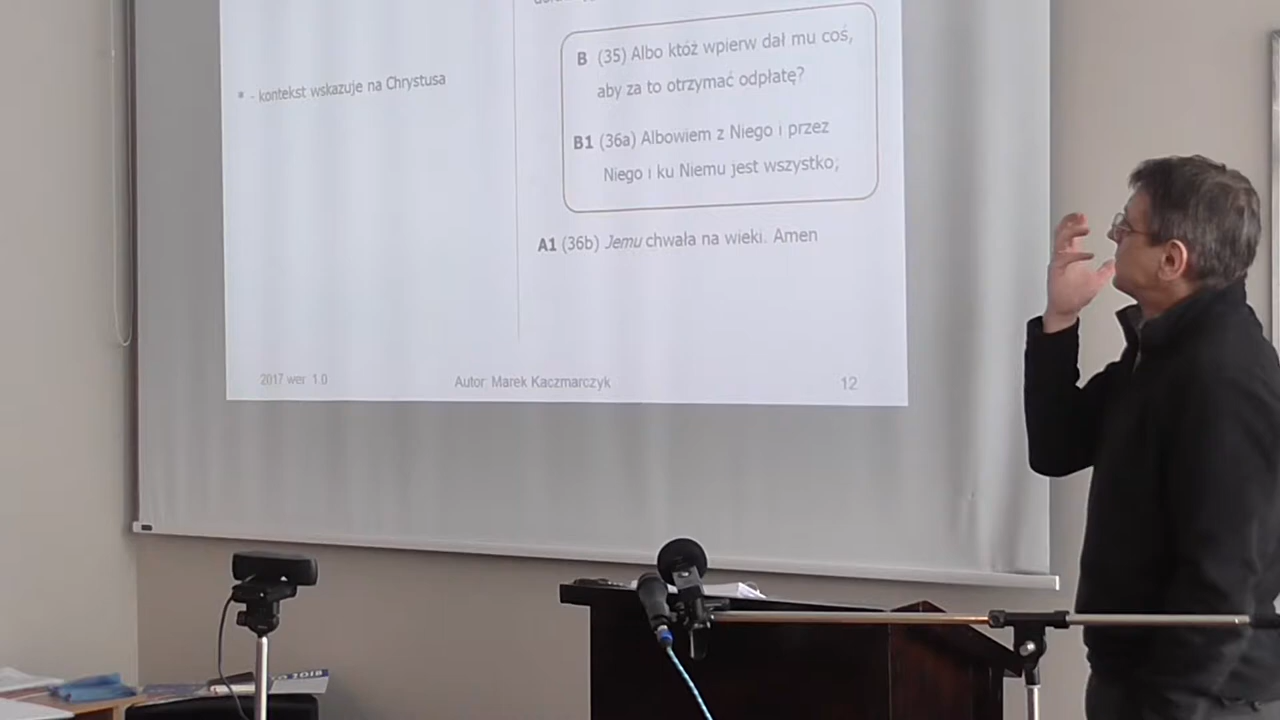 * - kontekst wskazuje na Chrystusa
B (35) Albo któż wpierw dał mu coś,
aby za to otrzymać odpłatę?
B1 (36a) Albowiem z Niego i przez
Niego i ku Niemu jest wszystko;
A1 (36b) Jemu chwała na wieki. Amen
2017 wer. 1.0
Autor: Marek Kaczmarczyk
12
2018